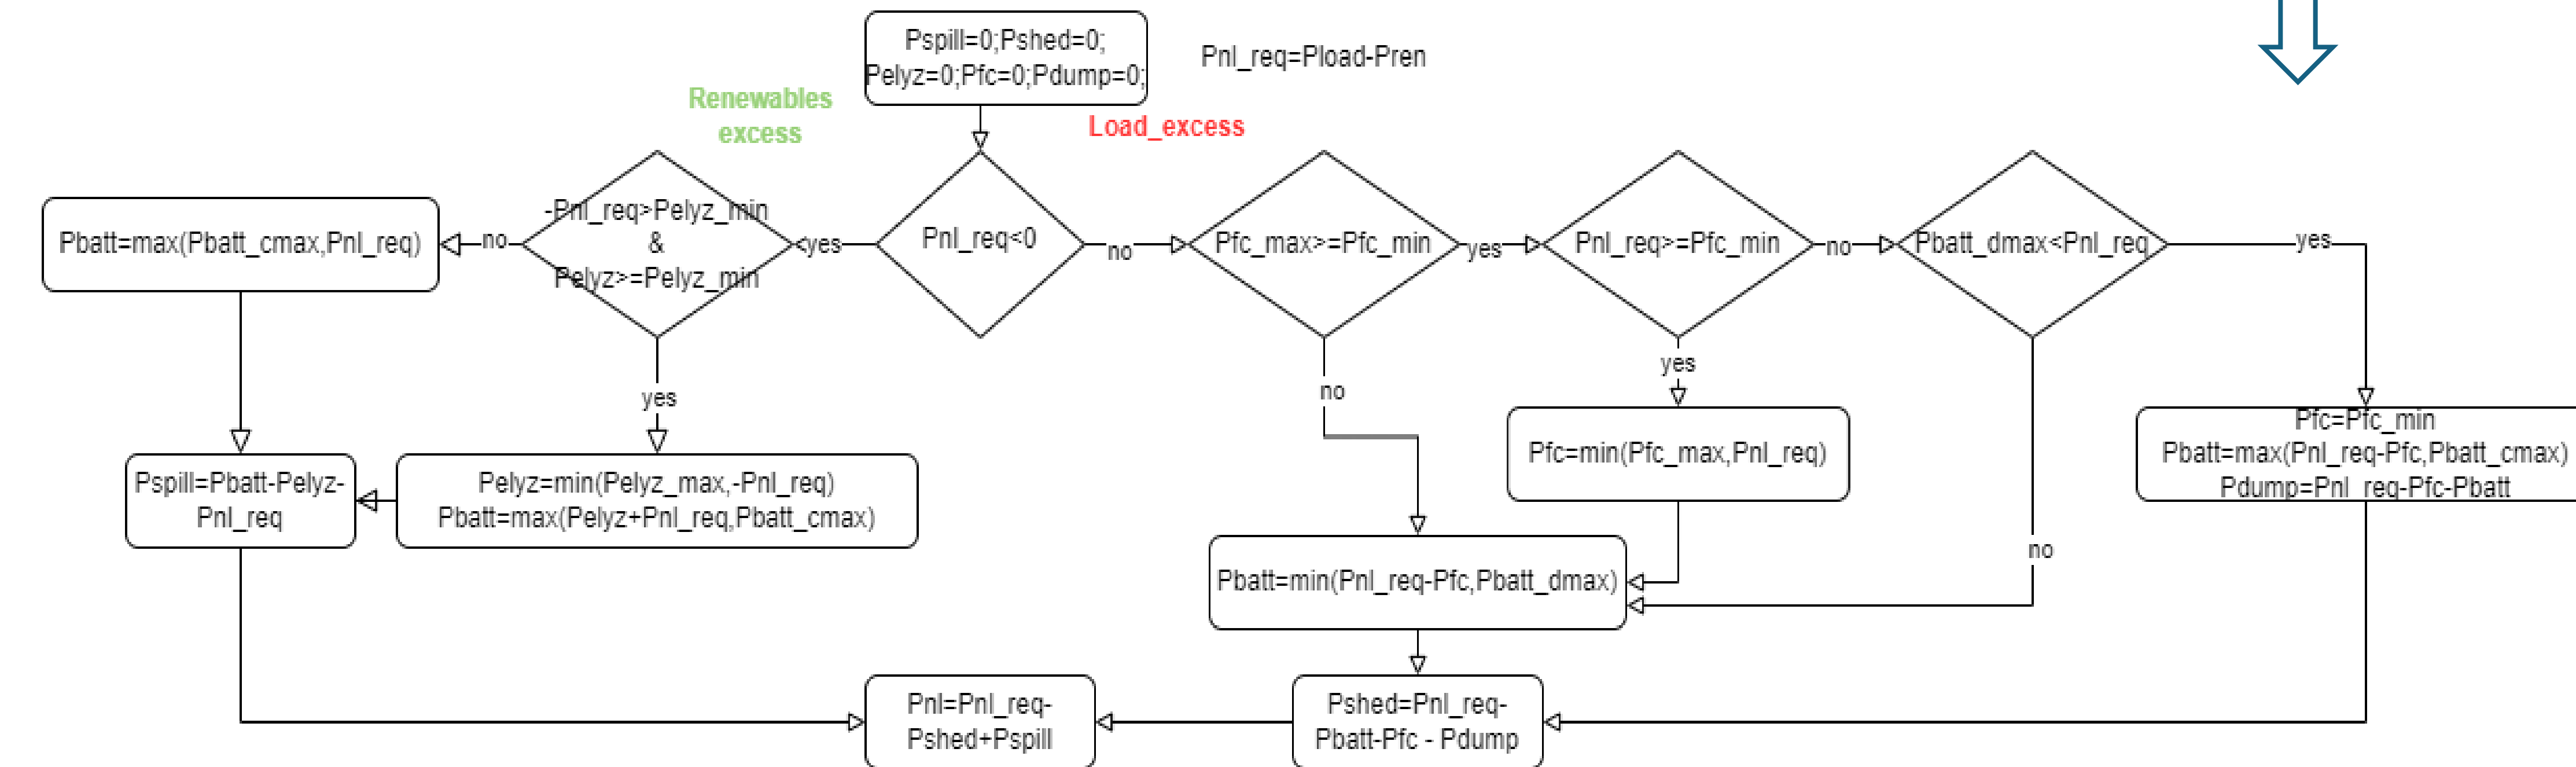 Pspill=0;Pshed=0;
Pelyz=0;Pfc=0;Pdump=0;
Pnl_req=Pload-Pren
Renewables
excess
Load_excess
Pbatt=max(Pbatt_cmax,Pnl_req)
no
-Pnl_req>Pelyz_min
&
Pelyz>=Pelyz_min
yes
Pnl_req<0
no
Pfc_max>=Pfc_min
yes
Pnl_req>=Pfc_min
no
Pbatt_dmax<Pnl_req
yes
yes
no
yes
no
Pspill=Pbatt-Pelyz-
Pnl_req
Pelyz=min(Pelyz_max,-Pnl_req)
Pbatt=max(Pelyz+Pnl_req,Pbatt_cmax)
Pfc=min(Pfc_max,Pnl_req)
Pfc=Pfc_min
Pbatt=max(Pnl_req-Pfc,Pbatt_cmax)
Pdump=Pnl_req-Pfc-Pbatt
Pbatt=min(Pnl_req-Pfc,Pbatt_dmax)
Pnl=Pnl_req-
Pshed+Pspill
Pshed=Pnl_req-
Pbatt-Pfc - Pdump